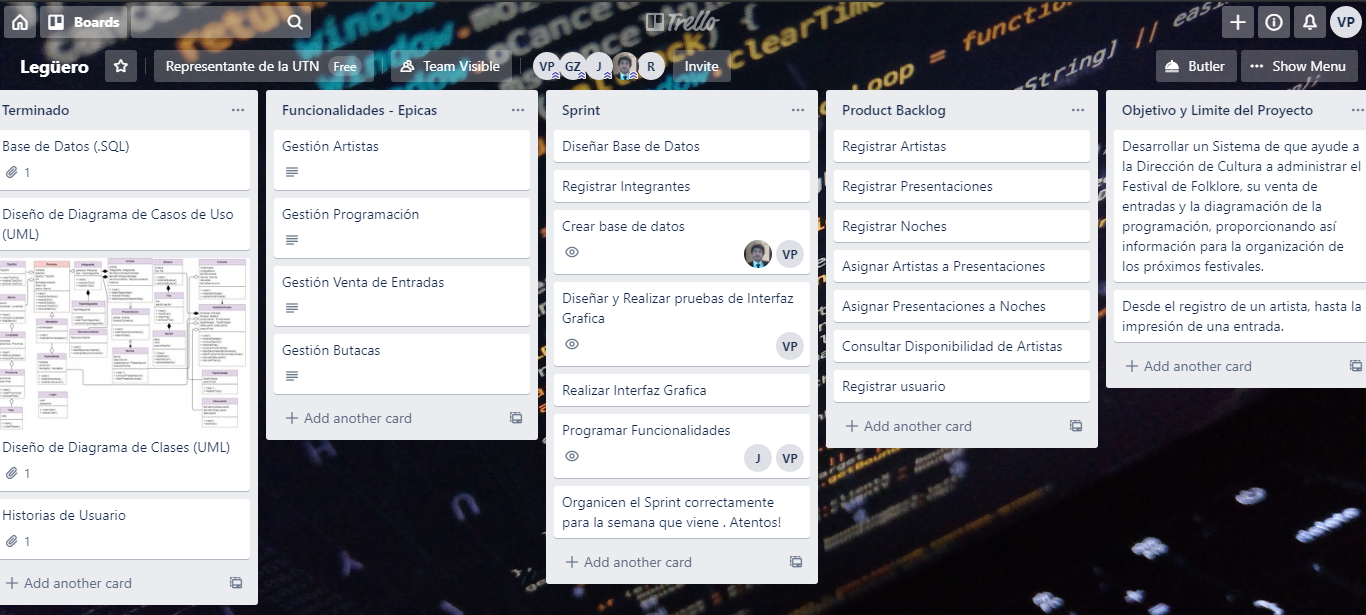 Boards
Trello
VP
Legüero
Representante de la UTN Free
Team Visible
VP GZ J R
Invite
Butler
Show Menu
Terminado
Base de Datos (.SQL)
1
Diseño de Diagrama de Casos de Uso
(UML)
Diseño de Diagrama de Clases (UML)
1
Historias de Usuario
1
Add another card
Funcionalidades - Epicas
Gestión Artistas
Gestión Programación
Gestión Venta de Entradas
Gestión Butacas
Add another card
Sprint
Diseñar Base de Datos
Registrar Integrantes
Crear base de datos
VP
Diseñar y Realizar pruebas de Interfaz
Grafica
VP
Realizar Interfaz Grafica
Programar Funcionalidades
J VP
Organicen el Sprint correctamente
para la semana que viene . Atentos!
Add another card
Product Backlog
Registrar Artistas
Registrar Presentaciones
Registrar Noches
Asignar Artistas a Presentaciones
Asignar Presentaciones a Noches
Consultar Disponibilidad de Artistas
Registrar usuario
Add another card
Objetivo y Limite del Proyecto
Desarrollar un Sistema de que ayude a
la Dirección de Cultura a administrar el
Festival de Folklore, su venta de
entradas y la diagramación de la
programación, proporcionando así
información para la organización de
los próximos festivales.
Desde el registro de un artista, hasta la
impresión de una entrada.
Add another card